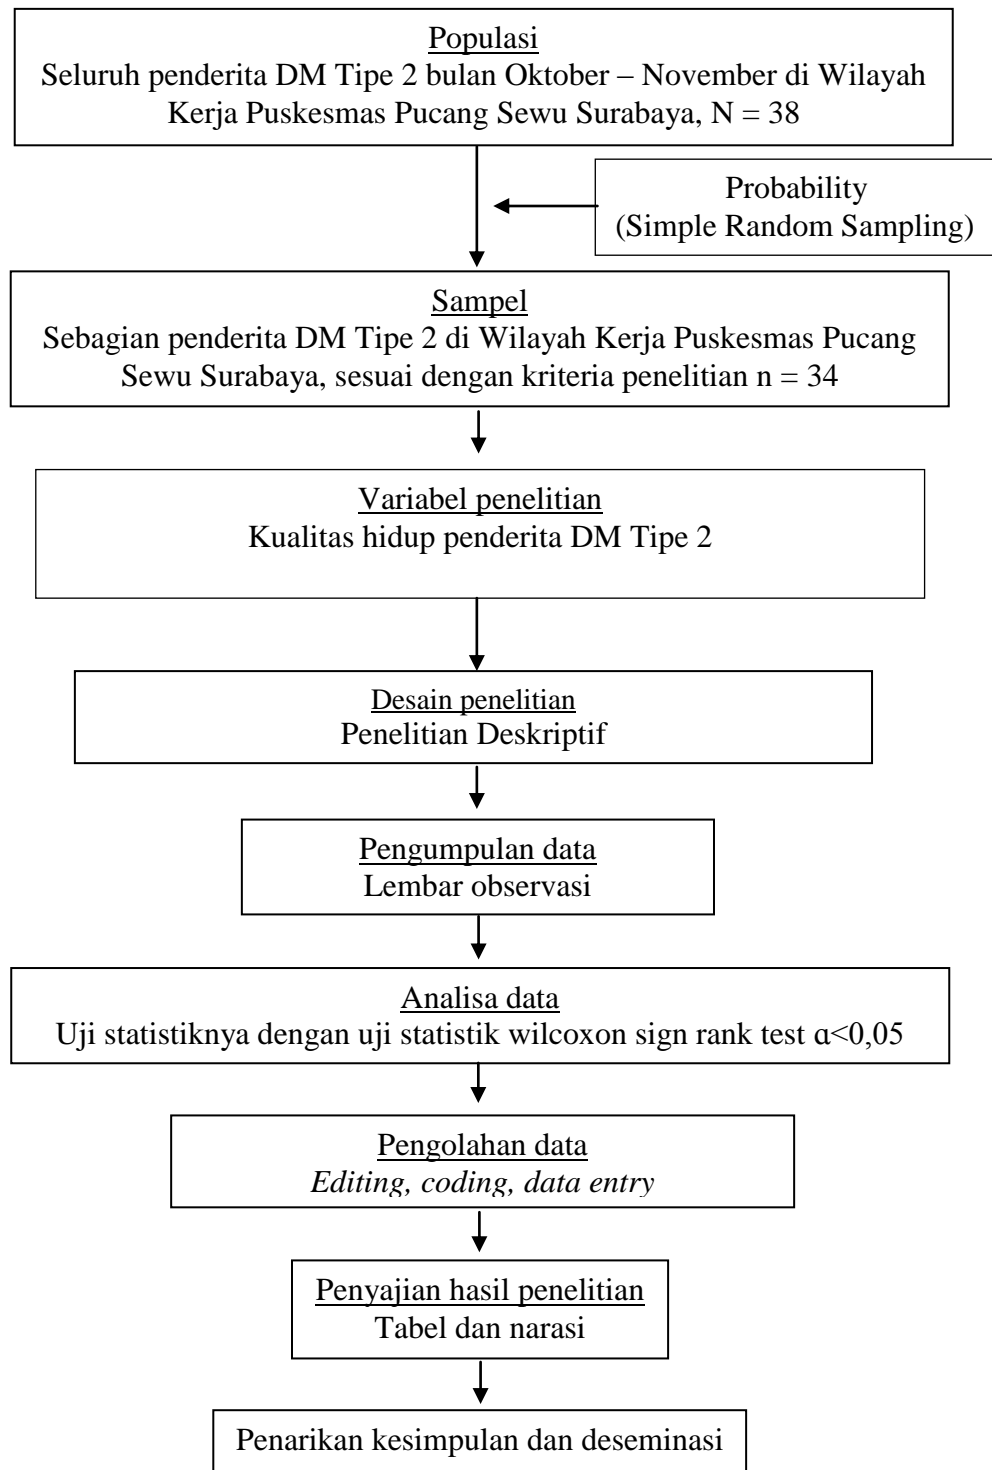 Populasi
Seluruh penderita DM Tipe 2 bulan Oktober – November di Wilayah
Kerja Puskesmas Pucang Sewu Surabaya, N = 38
Probability
(Simple Random Sampling)
Sampel
Sebagian penderita DM Tipe 2 di Wilayah Kerja Puskesmas Pucang
Sewu Surabaya, sesuai dengan kriteria penelitian n = 34
Variabel penelitian
Kualitas hidup penderita DM Tipe 2
Desain penelitian
Penelitian Deskriptif
Pengumpulan data
Lembar observasi
Analisa data
Uji statistiknya dengan uji statistik wilcoxon sign rank test ɑ<0,05
Pengolahan data
Editing, coding, data entry
Penyajian hasil penelitian
Tabel dan narasi
Penarikan kesimpulan dan deseminasi